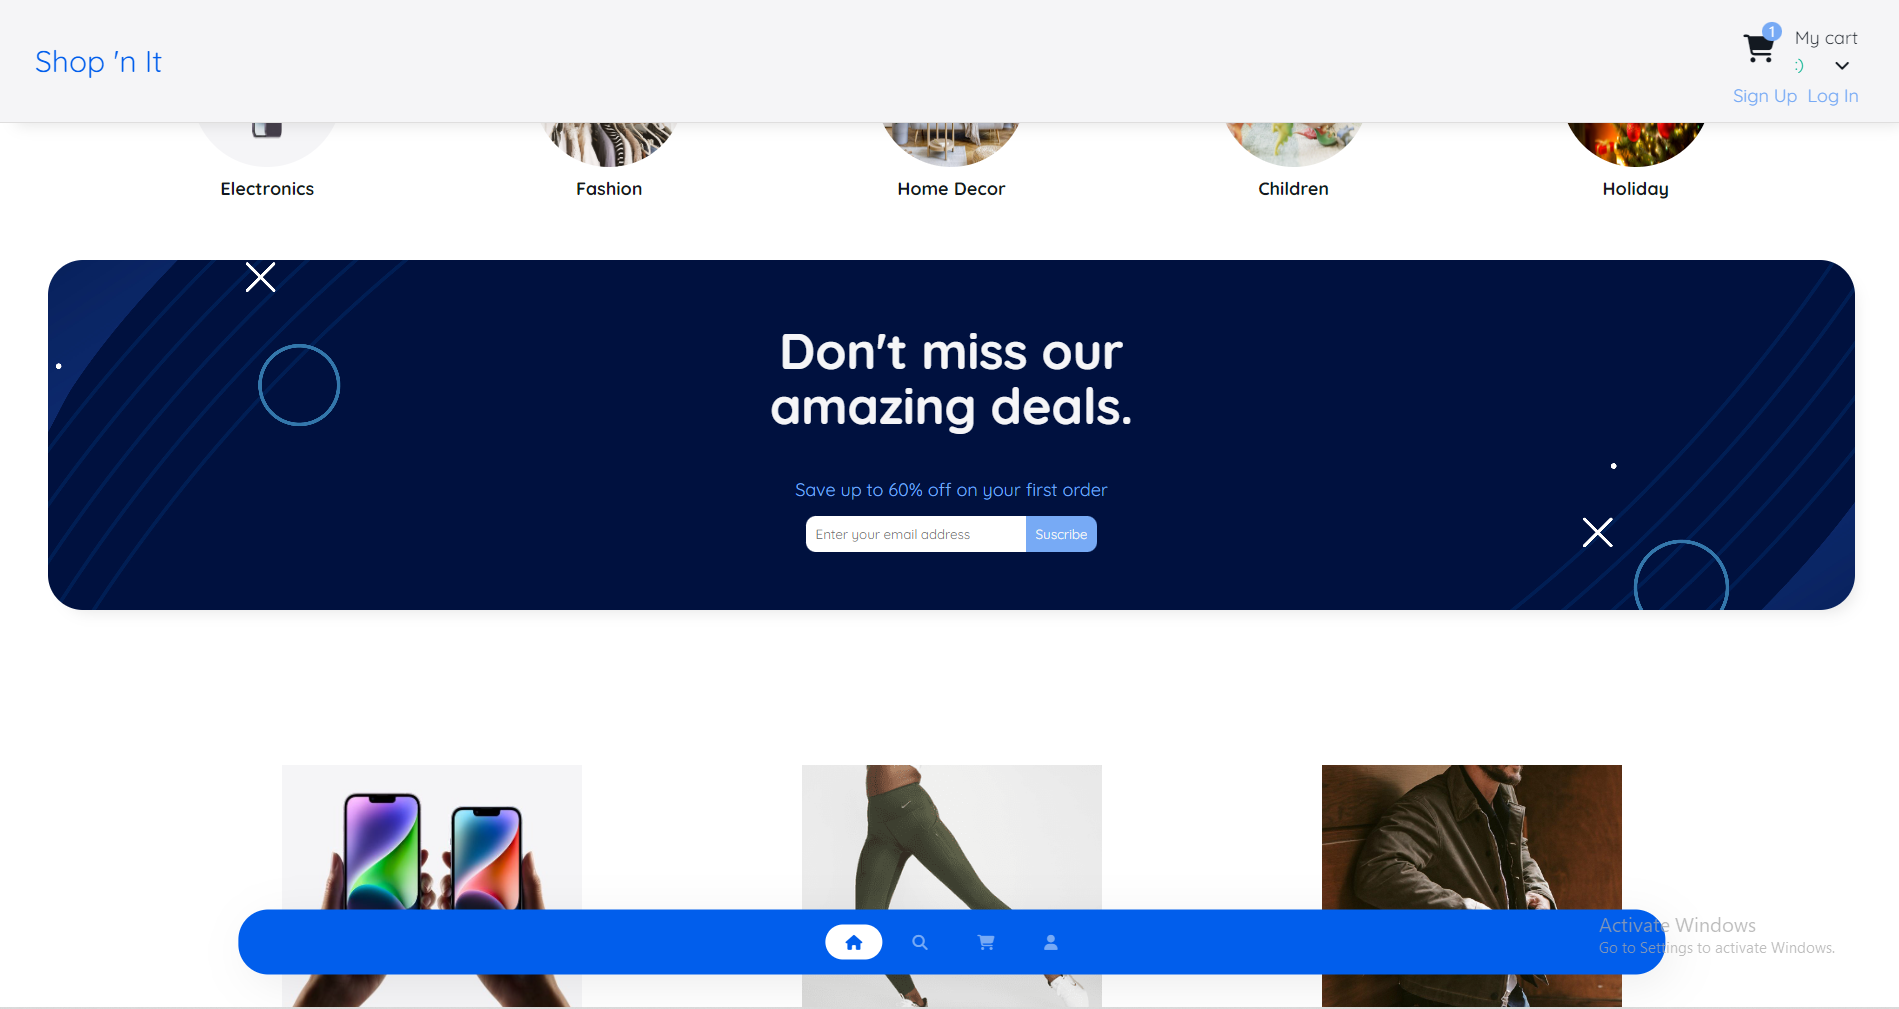 Shop 'n It
1
My cart
:)
Sign Up Log In
Electronics
Fashion
Home Decor
Children
Holiday
Don't miss our
amazing deals.
Save up to 60% off on your first order
Enter your email address
Suscribe
Activate Windows
Go to Settings to activate Windows.